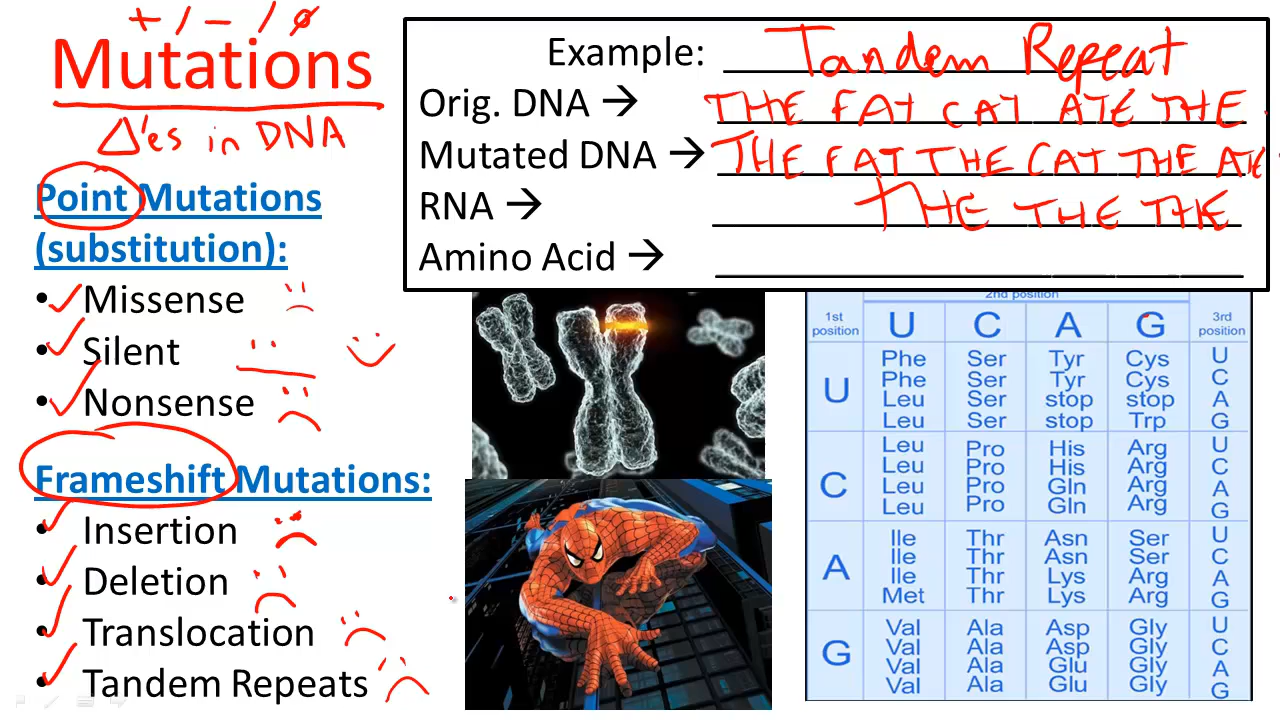 + / - / ø
Mutations
Δ'es in DNA
Point Mutations
(substitution):
• Missense
• Silent
• Nonsense
Frameshift Mutations:
• Insertion
• Deletion
• Translocation
• Tandem Repeats
Example: Tandem Repeat
Orig. DNA → THE FAT CAT ATE THE
Mutated DNA → THE FAT THE CAT THE ATE
RNA → THE THE THE
Amino Acid →
2nd position
1st position U C A G 3rd position
U
Phe Ser Tyr Cys U
Phe Ser Tyr Cys C
Leu Ser stop stop A
Leu Ser stop Trp G
C
Leu Pro His Arg U
Leu Pro His Arg C
Leu Pro Gln Arg A
Leu Pro Gln Arg G
A
Ile Thr Asn Ser U
Ile Thr Asn Ser C
Ile Thr Lys Arg A
Met Thr Lys Arg G
G
Val Ala Asp Gly U
Val Ala Asp Gly C
Val Ala Glu Gly A
Val Ala Glu Gly G